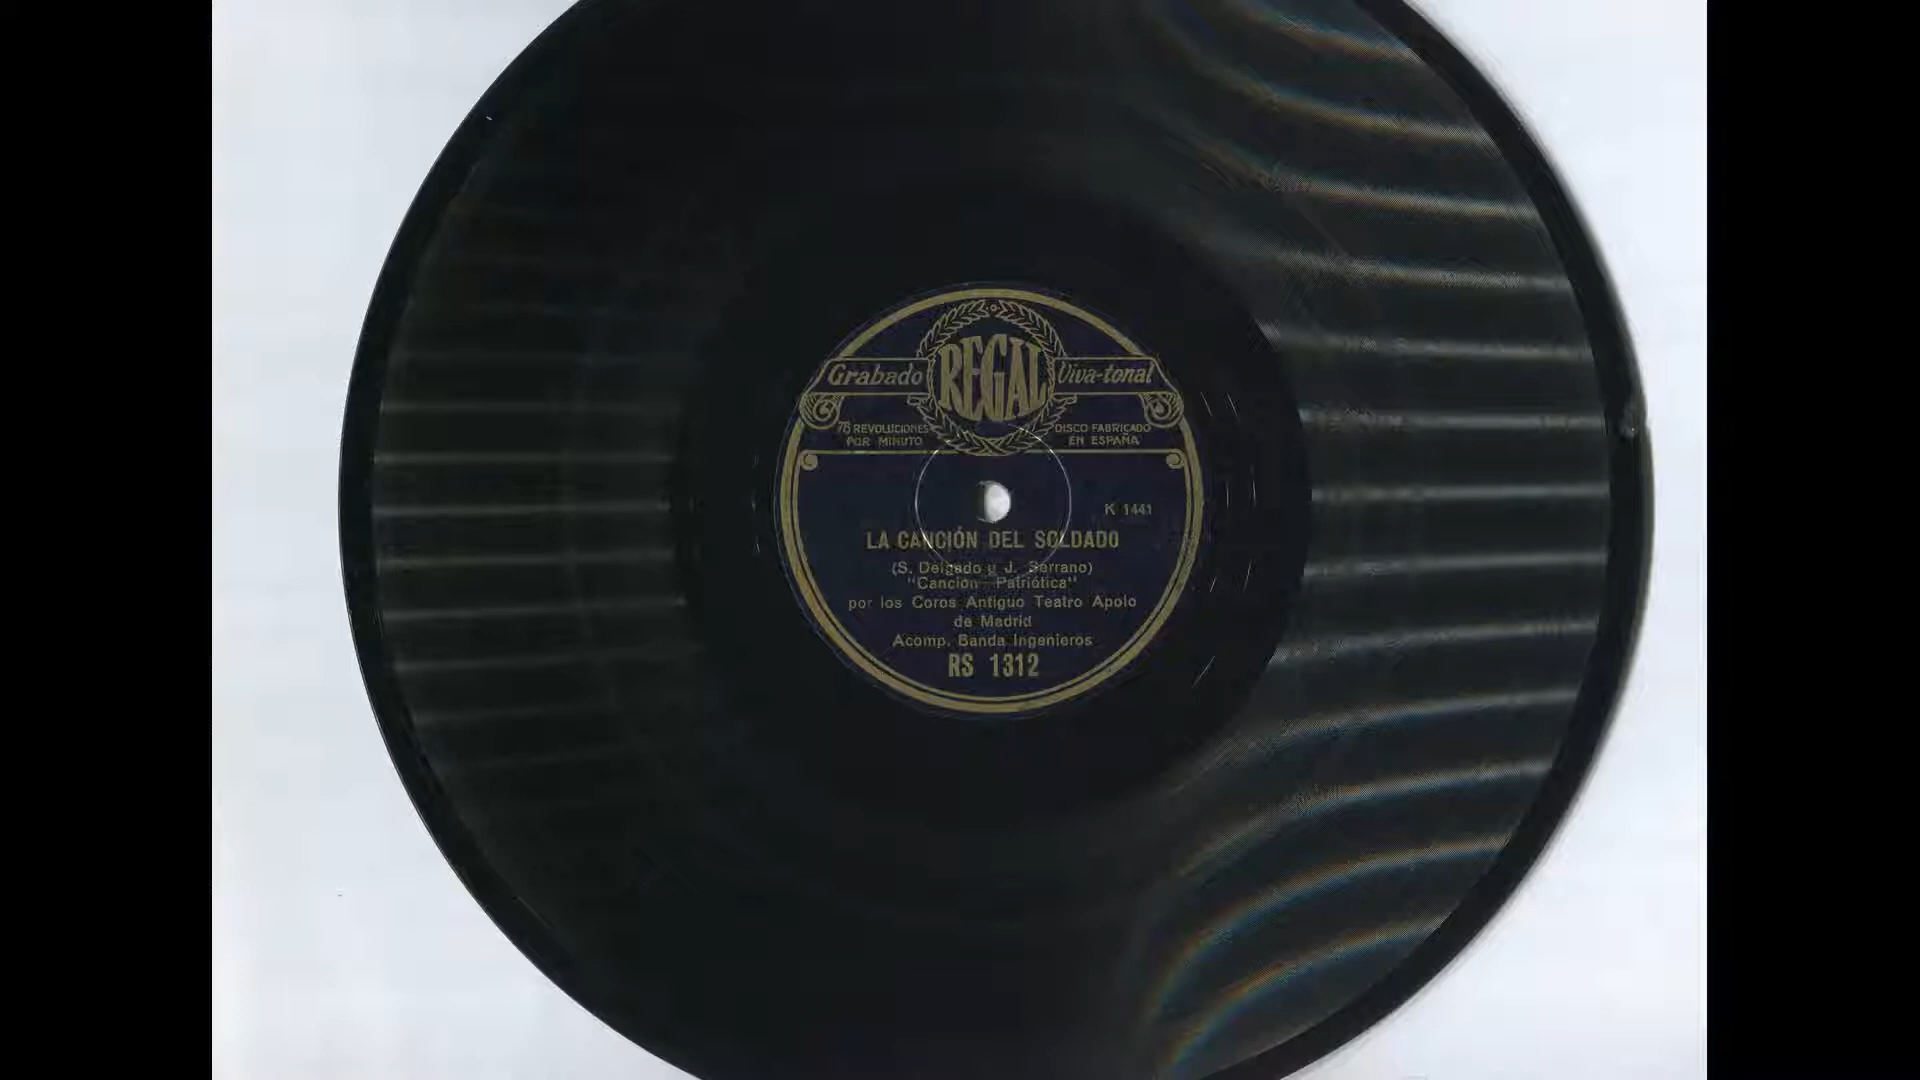 REGAL
Grabado Viva-tonal
78 REVOLUCIONES
POR MINUTO
DISCO FABRICADO
EN ESPAÑA
K 1441
LA CANCIÓN DEL SOLDADO
(S. Delgado y J. Serrano)
"Canción Patriótica"
por los Coros Antiguo Teatro Apolo
de Madrid
Acomp. Banda Ingenieros
RS 1312